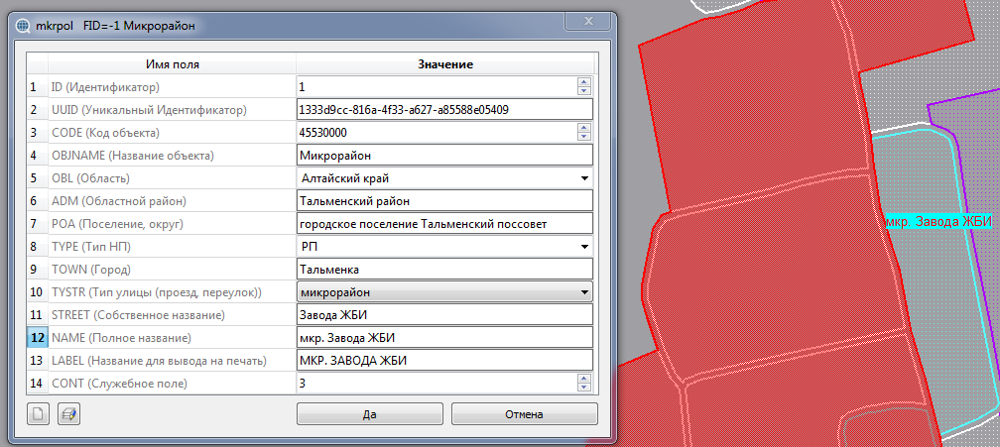 mkrpol FID=-1 Микрорайон
Имя поля Значение
1 ID (Идентификатор) 1
2 UUID (Уникальный Идентификатор) 1333d9cc-816a-4f33-a627-a85588e05409
3 CODE (Код объекта) 45530000
4 OBJNAME (Название объекта) Микрорайон
5 OBL (Область) Алтайский край
6 ADM (Областной район) Тальменский район
7 POA (Поселение, округ) городское поселение Тальменский поссовет
8 TYPE (Тип НП) РП
9 TOWN (Город) Тальменка
10 TYSTR (Тип улицы (проезд, переулок)) микрорайон
11 STREET (Собственное название) Завода ЖБИ
12 NAME (Полное название) мкр. Завода ЖБИ
13 LABEL (Название для вывода на печать) МКР. ЗАВОДА ЖБИ
14 CONT (Служебное поле) 3
Да Отмена
мкр. Завода ЖБИ